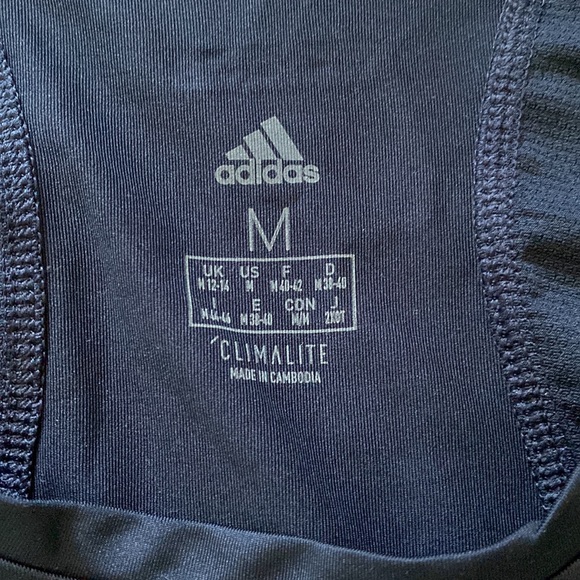 adidas
M
UK US F D
M 12-14 M M 40-42 M 38-40
I E CDN J
M 44-46 M 38-40 M/M 2XOT
CLIMALITE
MADE IN CAMBODIA